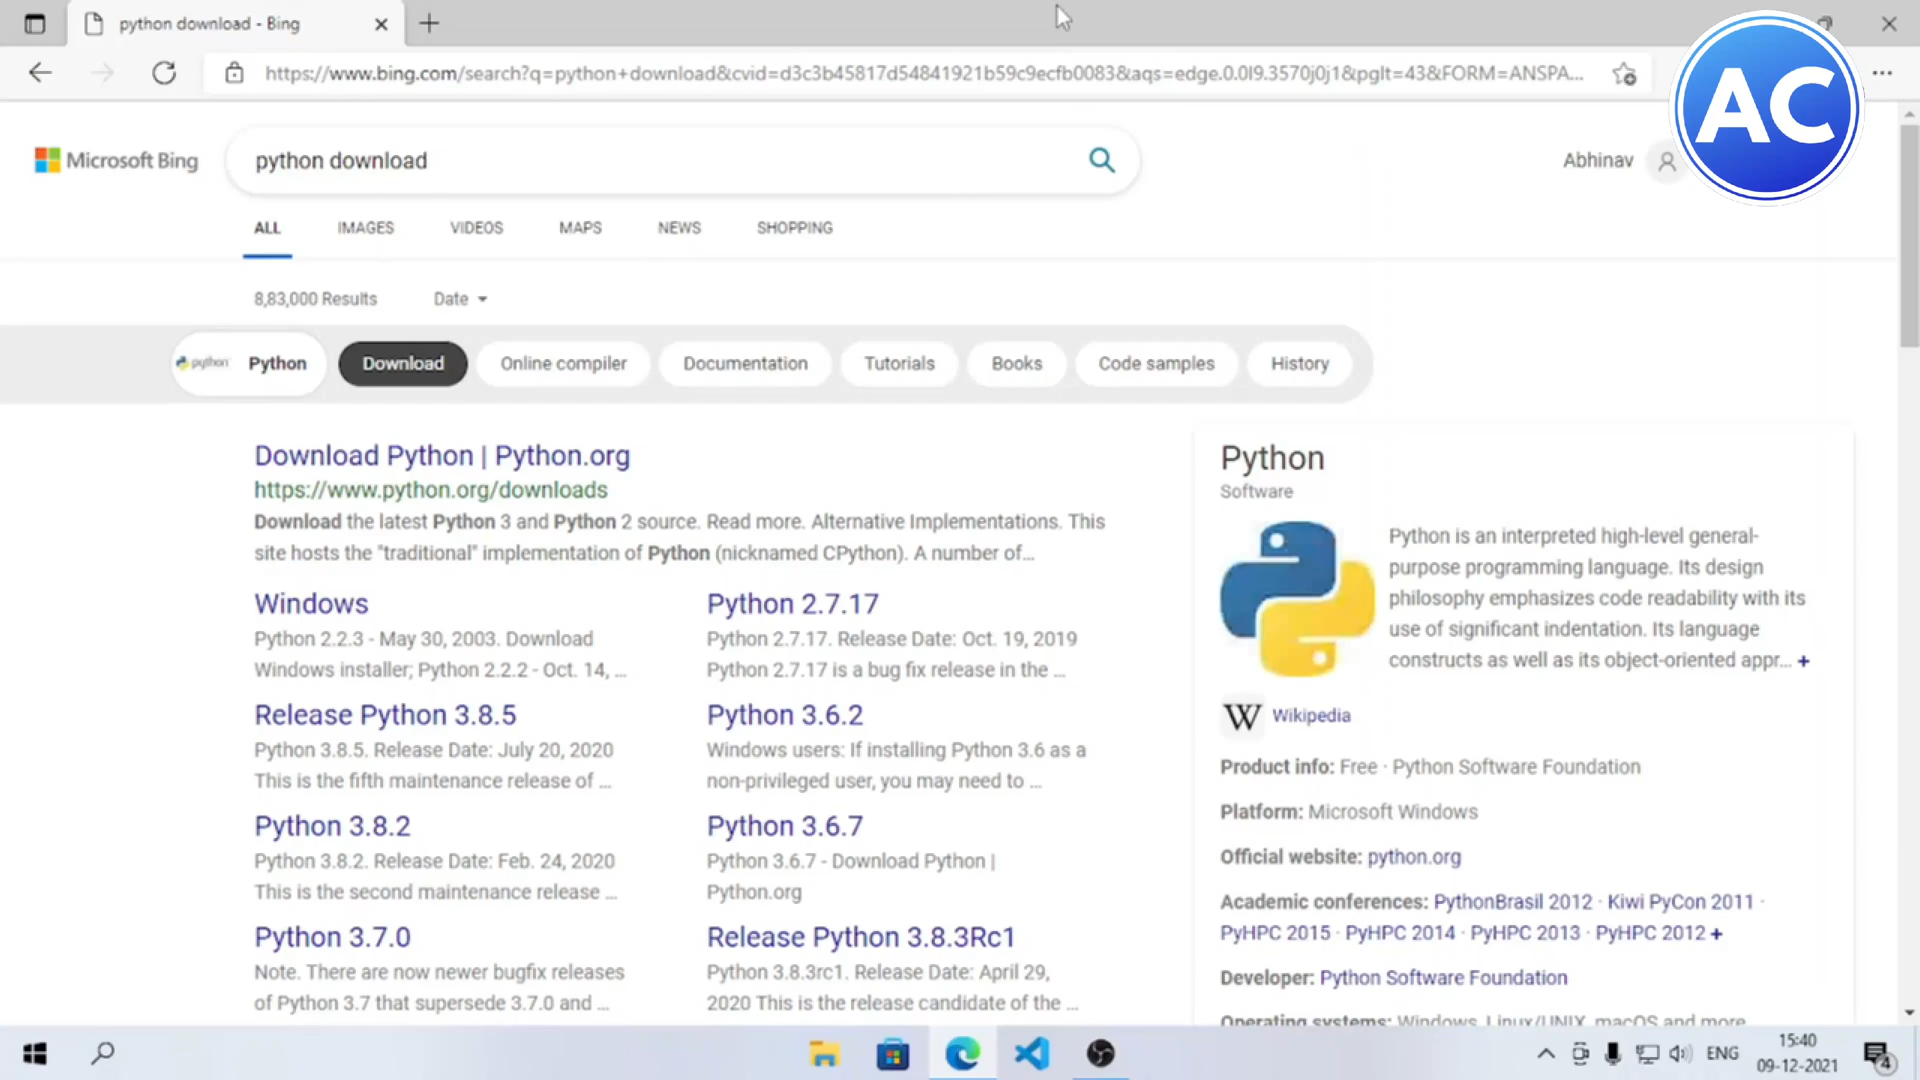 python download - Bing
https://www.bing.com/search?q=python+download&cvid=d3c3b45817d54841921b59c9ecfb0083&aqs=edge.0.0l9.3570j0j1&pglt=43&FORM=ANSPA...
AC
Microsoft Bing
python download
Abhinav
ALL IMAGES VIDEOS MAPS NEWS SHOPPING
8,83,000 Results Date
python Python Download Online compiler Documentation Tutorials Books Code samples History
Download Python | Python.org
https://www.python.org/downloads
Download the latest Python 3 and Python 2 source. Read more. Alternative Implementations. This
site hosts the "traditional" implementation of Python (nicknamed CPython). A number of...
Windows
Python 2.2.3 - May 30, 2003. Download
Windows installer; Python 2.2.2 - Oct. 14, ...
Python 2.7.17
Python 2.7.17. Release Date: Oct. 19, 2019
Python 2.7.17 is a bug fix release in the ...
Release Python 3.8.5
Python 3.8.5. Release Date: July 20, 2020
This is the fifth maintenance release of ...
Python 3.6.2
Windows users: If installing Python 3.6 as a
non-privileged user, you may need to ...
Python 3.8.2
Python 3.8.2. Release Date: Feb. 24, 2020
This is the second maintenance release ...
Python 3.6.7
Python 3.6.7 - Download Python |
Python.org
Python 3.7.0
Note. There are now newer bugfix releases
of Python 3.7 that supersede 3.7.0 and ...
Release Python 3.8.3Rc1
Python 3.8.3rc1. Release Date: April 29,
2020 This is the release candidate of the ...
Python
Software
Python is an interpreted high-level general-
purpose programming language. Its design
philosophy emphasizes code readability with its
use of significant indentation. Its language
constructs as well as its object-oriented appr... +
W Wikipedia
Product info: Free · Python Software Foundation
Platform: Microsoft Windows
Official website: python.org
Academic conferences: PythonBrasil 2012 · Kiwi PyCon 2011 ·
PyHPC 2015 · PyHPC 2014 · PyHPC 2013 · PyHPC 2012 +
Developer: Python Software Foundation
Operating systems: Windows, Linux/UNIX, macOS and more
ENG
15:40
09-12-2021
4